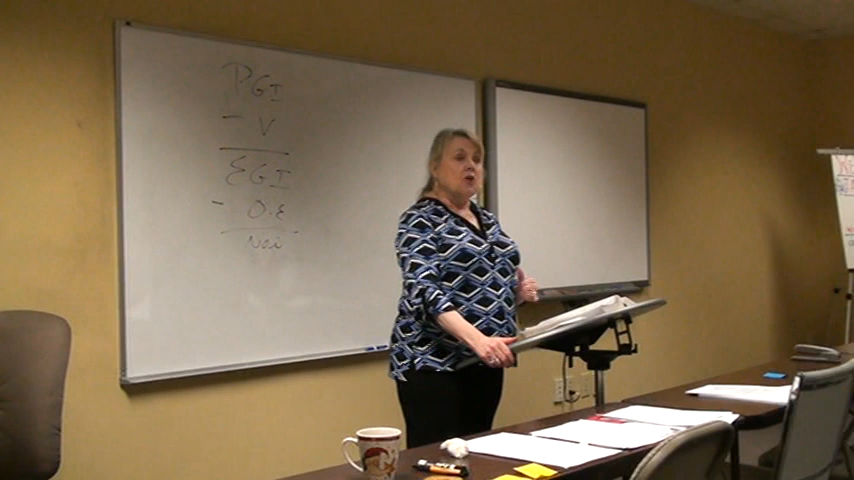 PGI
- V
EGI
- O.E
NOI